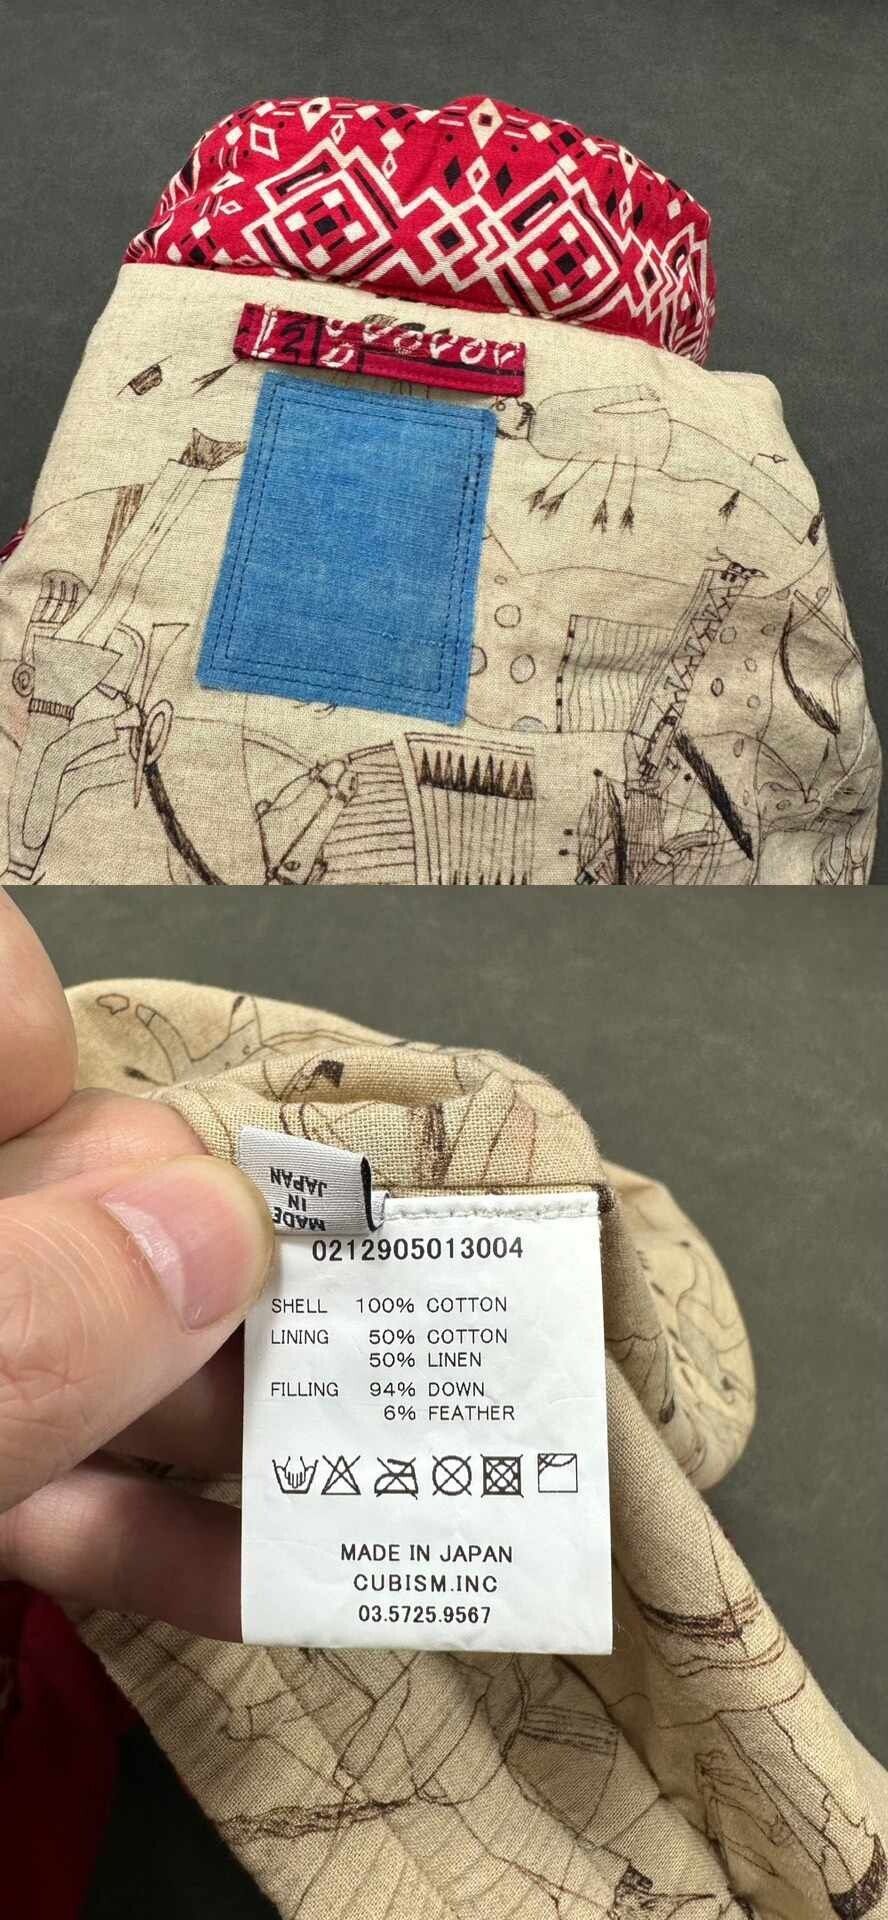 MADE
IN
JAPAN
0212905013004
SHELL 100% COTTON
LINING 50% COTTON
50% LINEN
FILLING 94% DOWN
6% FEATHER
MADE IN JAPAN
CUBISM.INC
03.5725.9567